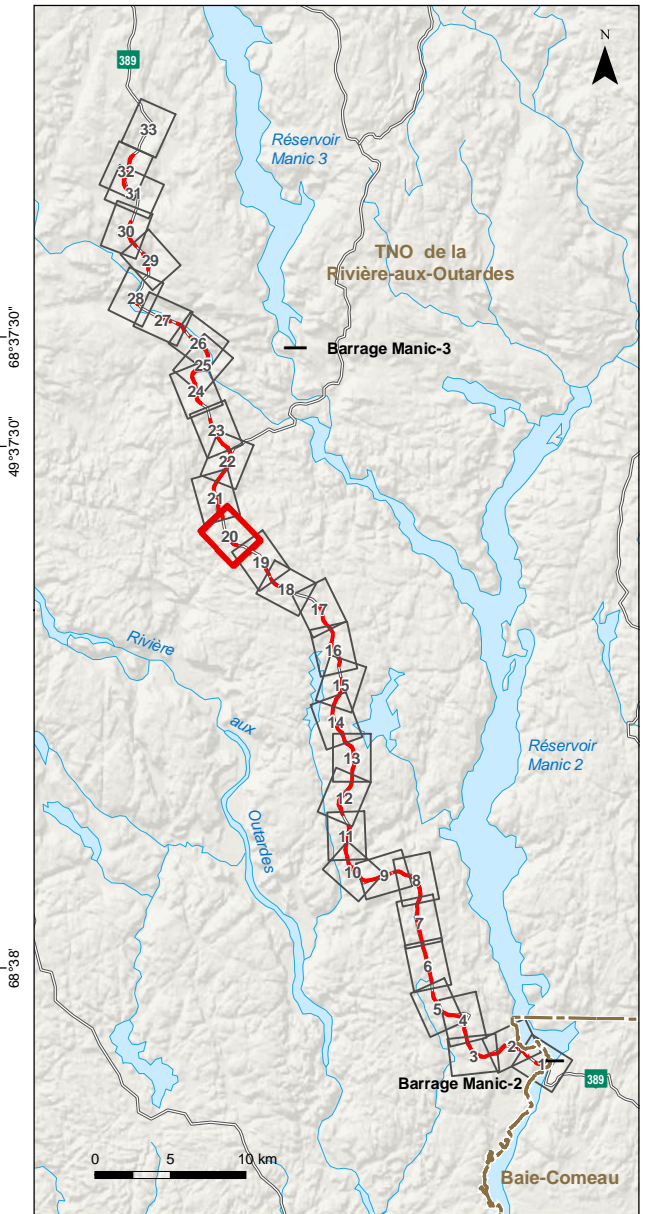 N
389
33
Réservoir
Manic 3
32
31
TNO de la
Rivière-aux-Outardes
30
29
28
27
68°37'30"
26
Barrage Manic-3
25
24
23
49°37'30"
22
21
20
19
18
17
Rivière
16
15
aux
14
Réservoir
Manic 2
13
12
Outardes
11
10
9
8
7
6
68°38'
5
4
3
2
1
Barrage Manic-2
389
0 5 10 km
Baie-Comeau